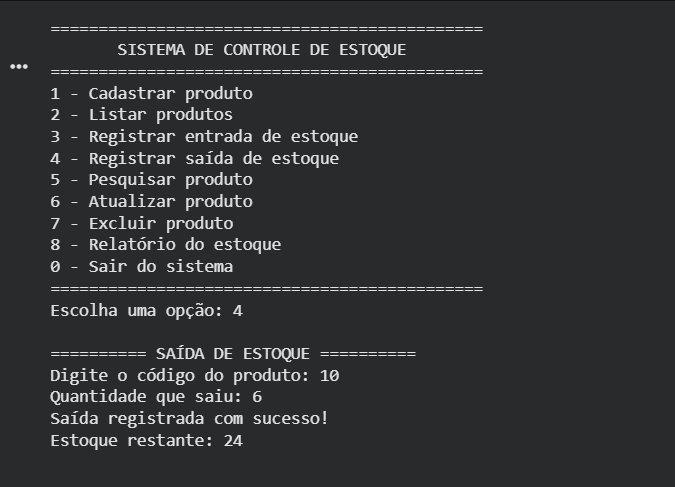 =============================================
SISTEMA DE CONTROLE DE ESTOQUE
=============================================
1 - Cadastrar produto
2 - Listar produtos
3 - Registrar entrada de estoque
4 - Registrar saída de estoque
5 - Pesquisar produto
6 - Atualizar produto
7 - Excluir produto
8 - Relatório do estoque
0 - Sair do sistema
=============================================
Escolha uma opção: 4

========== SAÍDA DE ESTOQUE ==========
Digite o código do produto: 10
Quantidade que saiu: 6
Saída registrada com sucesso!
Estoque restante: 24